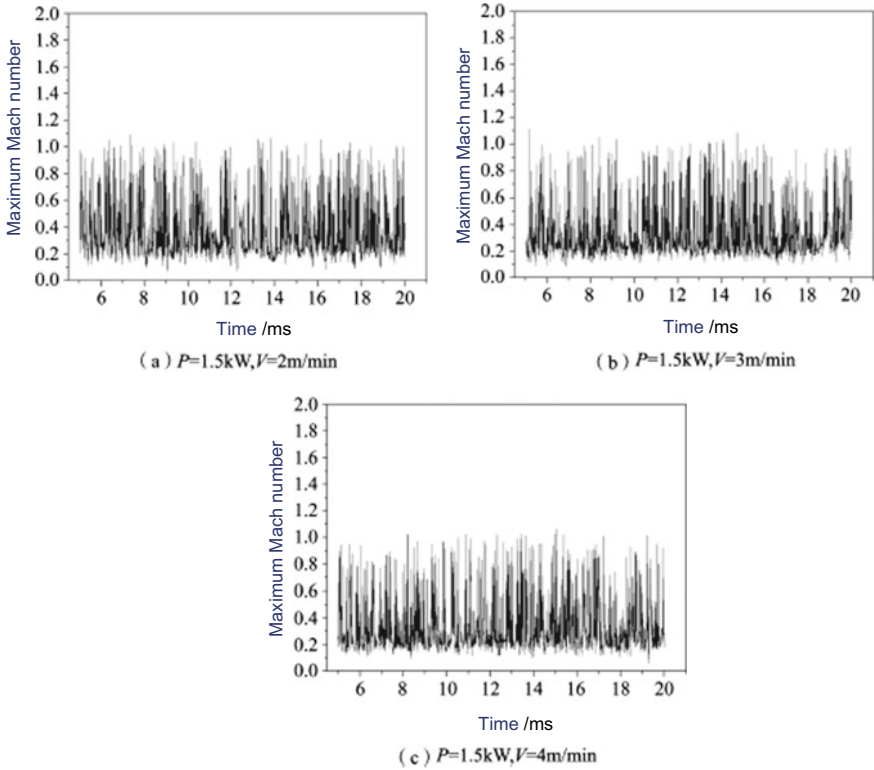 Maximum Mach number
2.0
1.8
1.6
1.4
1.2
1.0
0.8
0.6
0.4
0.2
0.0
6 8 10 12 14 16 18 20
Time /ms
( a ) P=1.5kW,V=2m/min
Maximum Mach number
2.0
1.8
1.6
1.4
1.2
1.0
0.8
0.6
0.4
0.2
0.0
6 8 10 12 14 16 18 20
Time /ms
( b ) P=1.5kW,V=3m/min
Maximum Mach number
2.0
1.8
1.6
1.4
1.2
1.0
0.8
0.6
0.4
0.2
0.0
6 8 10 12 14 16 18 20
Time /ms
( c ) P=1.5kW,V=4m/min